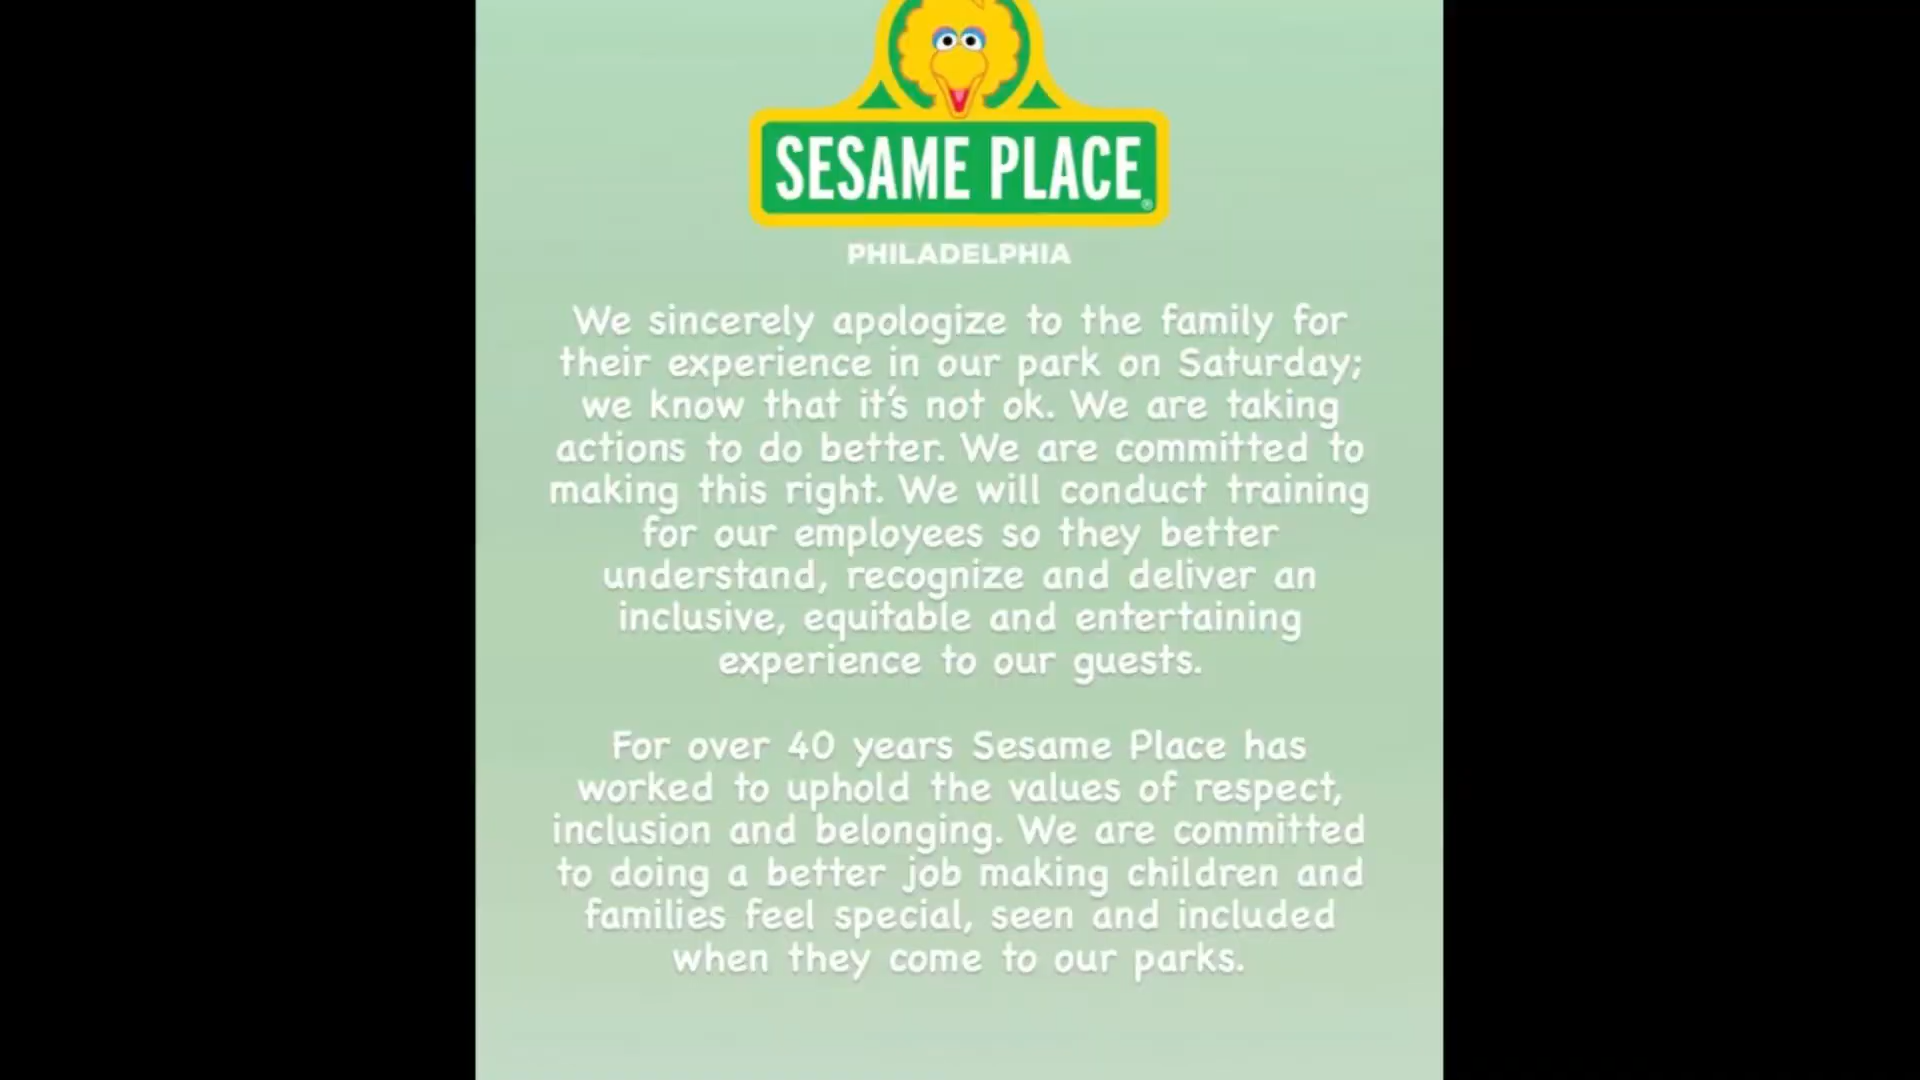 SESAME PLACE
PHILADELPHIA
We sincerely apologize to the family for
their experience in our park on Saturday;
we know that it's not ok. We are taking
actions to do better. We are committed to
making this right. We will conduct training
for our employees so they better
understand, recognize and deliver an
inclusive, equitable and entertaining
experience to our guests.
For over 40 years Sesame Place has
worked to uphold the values of respect,
inclusion and belonging. We are committed
to doing a better job making children and
families feel special, seen and included
when they come to our parks.